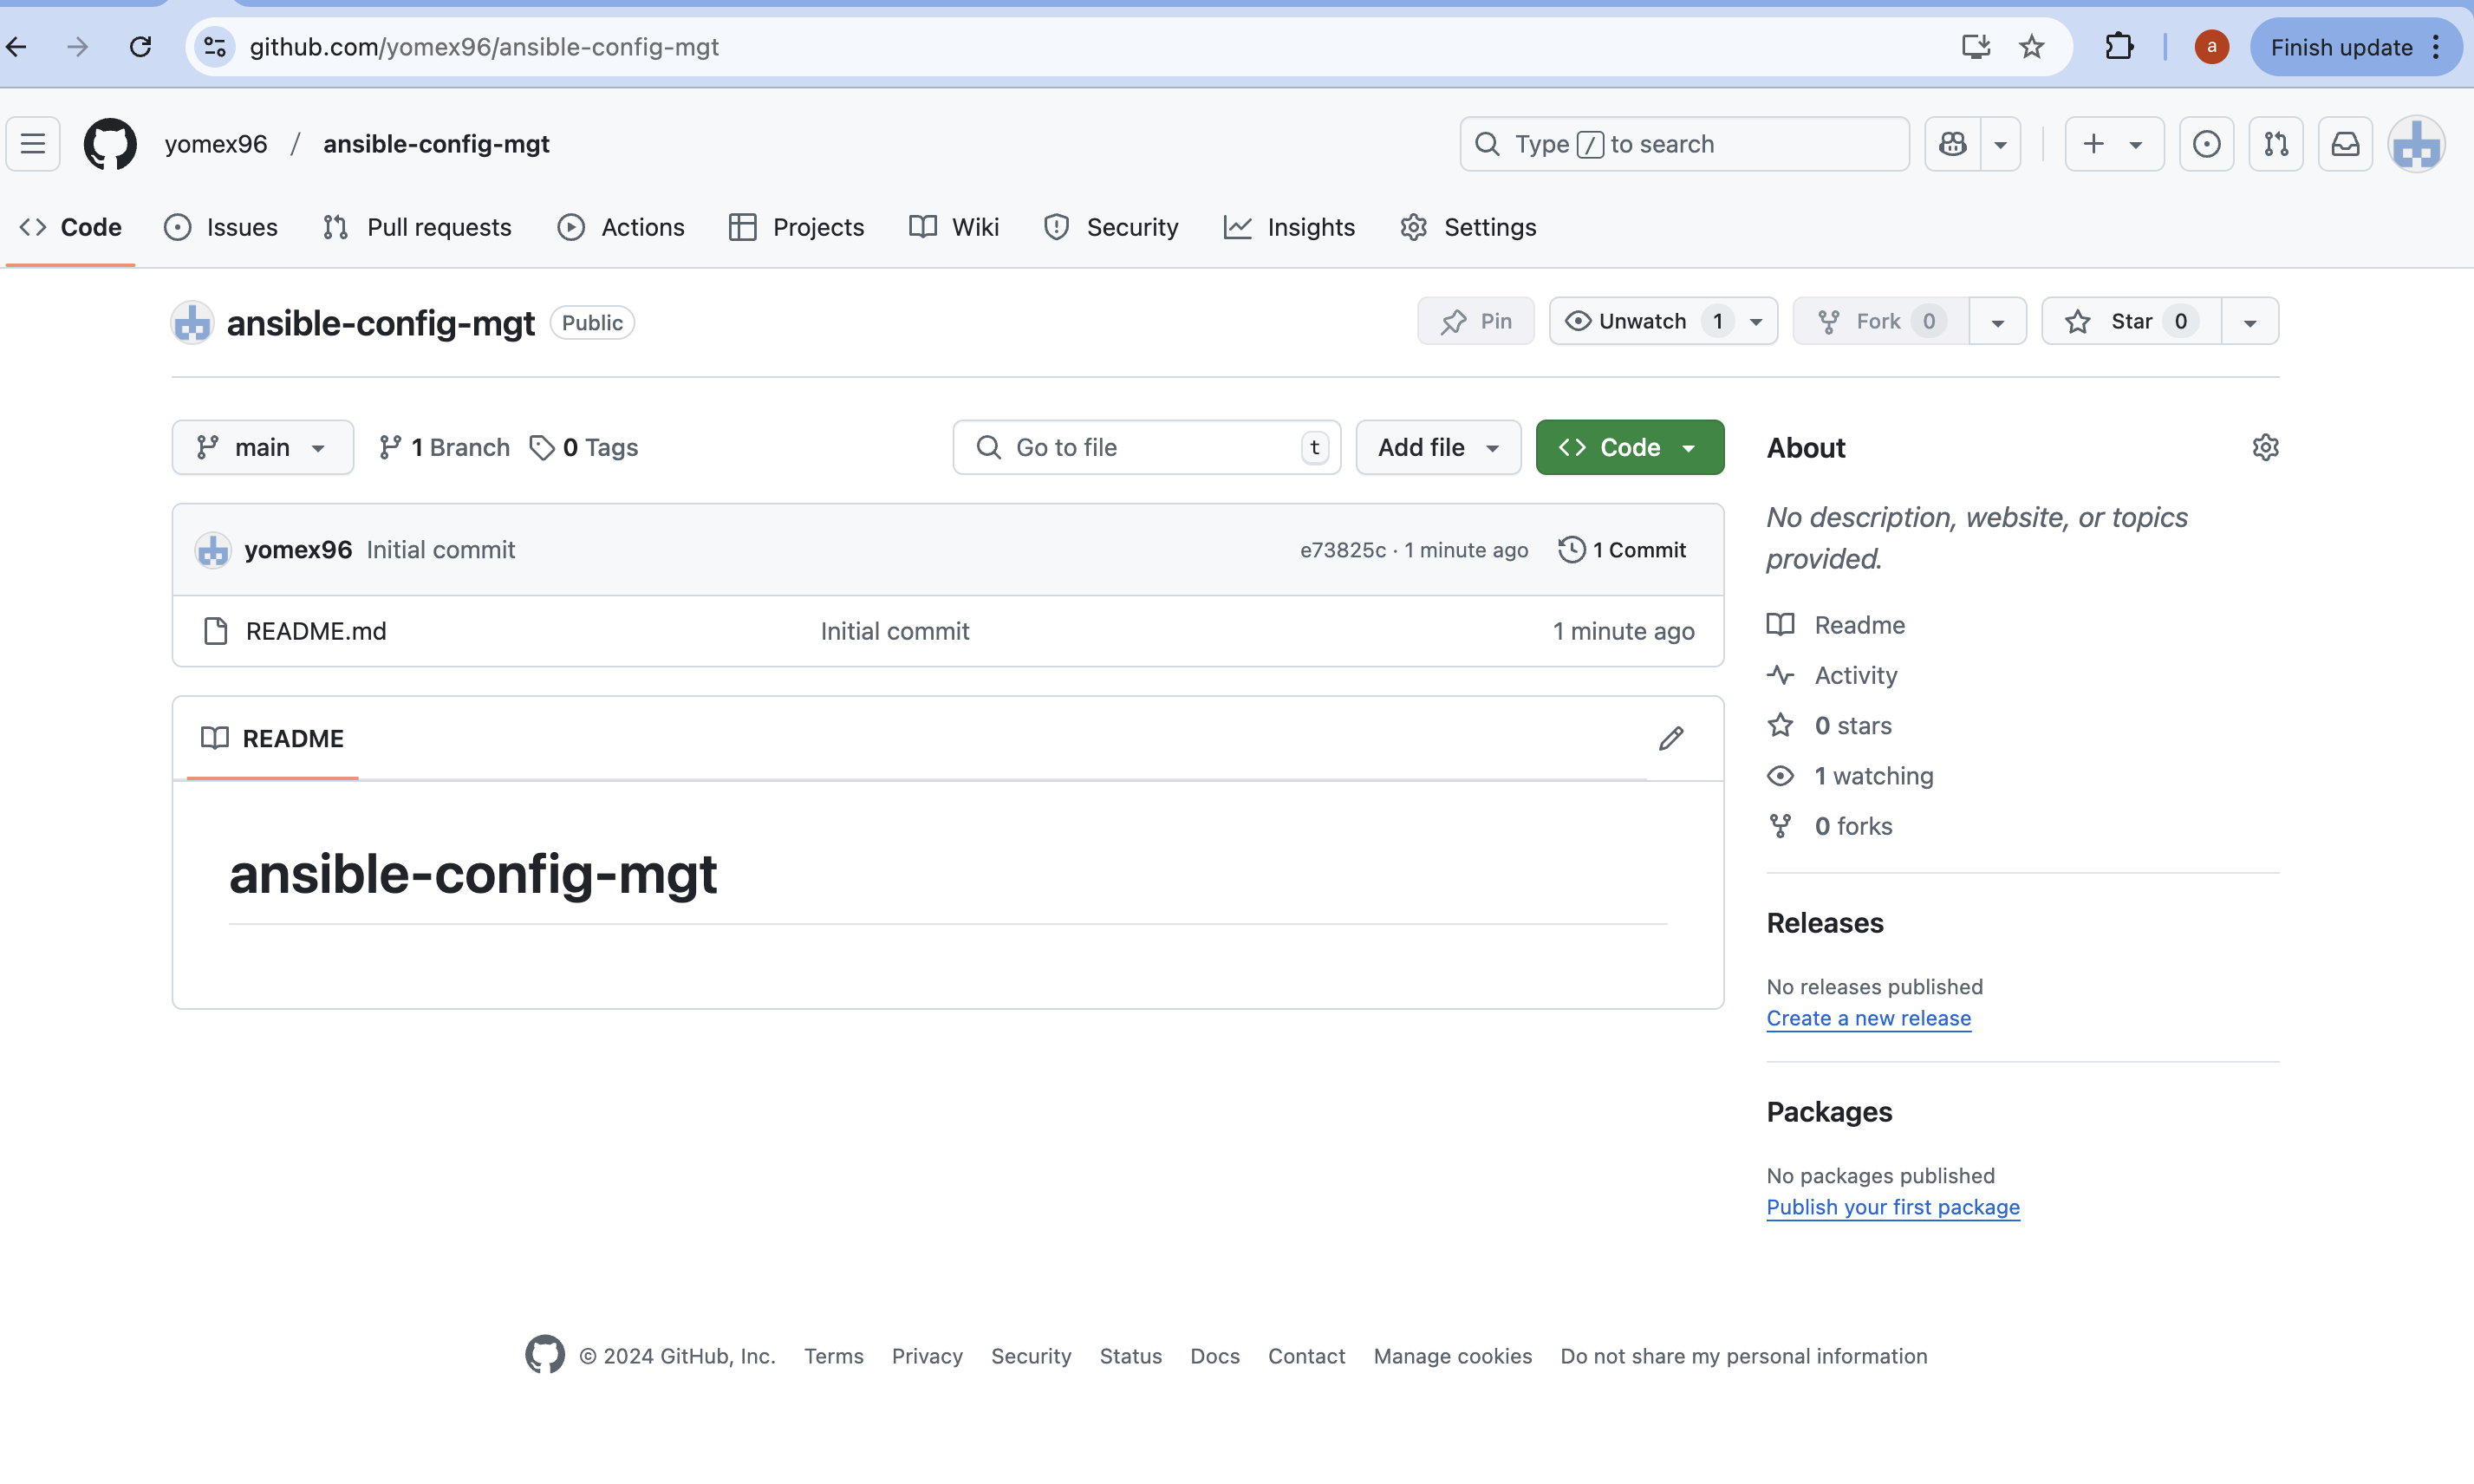 github.com/yomex96/ansible-config-mgt
a
Finish update
yomex96 / ansible-config-mgt
Type / to search
Code Issues Pull requests Actions Projects Wiki Security Insights Settings
ansible-config-mgt Public
Pin Unwatch 1 Fork 0 Star 0
main 1 Branch 0 Tags
Go to file t Add file Code
yomex96 Initial commit e73825c · 1 minute ago 1 Commit
README.md Initial commit 1 minute ago
README
ansible-config-mgt
About
No description, website, or topics
provided.
Readme
Activity
0 stars
1 watching
0 forks
Releases
No releases published
Create a new release
Packages
No packages published
Publish your first package
© 2024 GitHub, Inc. Terms Privacy Security Status Docs Contact Manage cookies Do not share my personal information